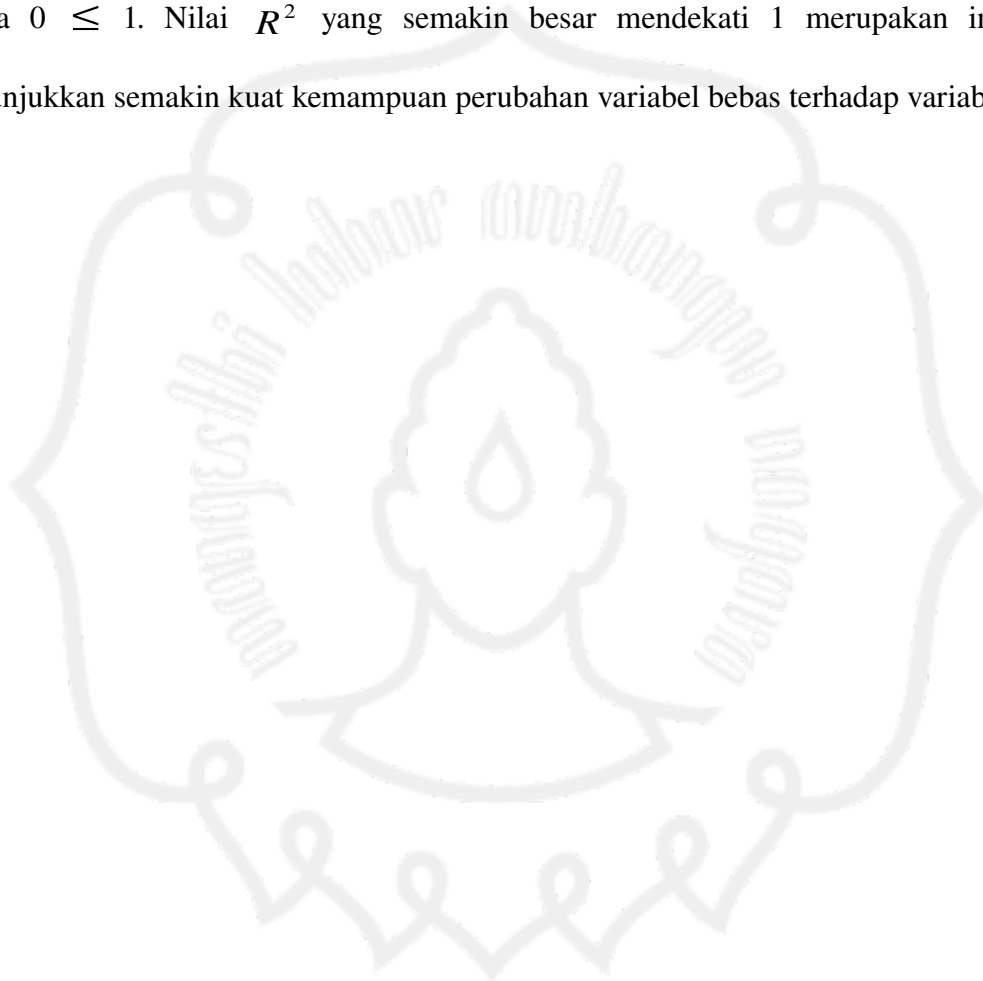 a 0 ≤ 1. Nilai R² yang semakin besar mendekati 1 merupakan in
njukkan semakin kuat kemampuan perubahan variabel bebas terhadap variab